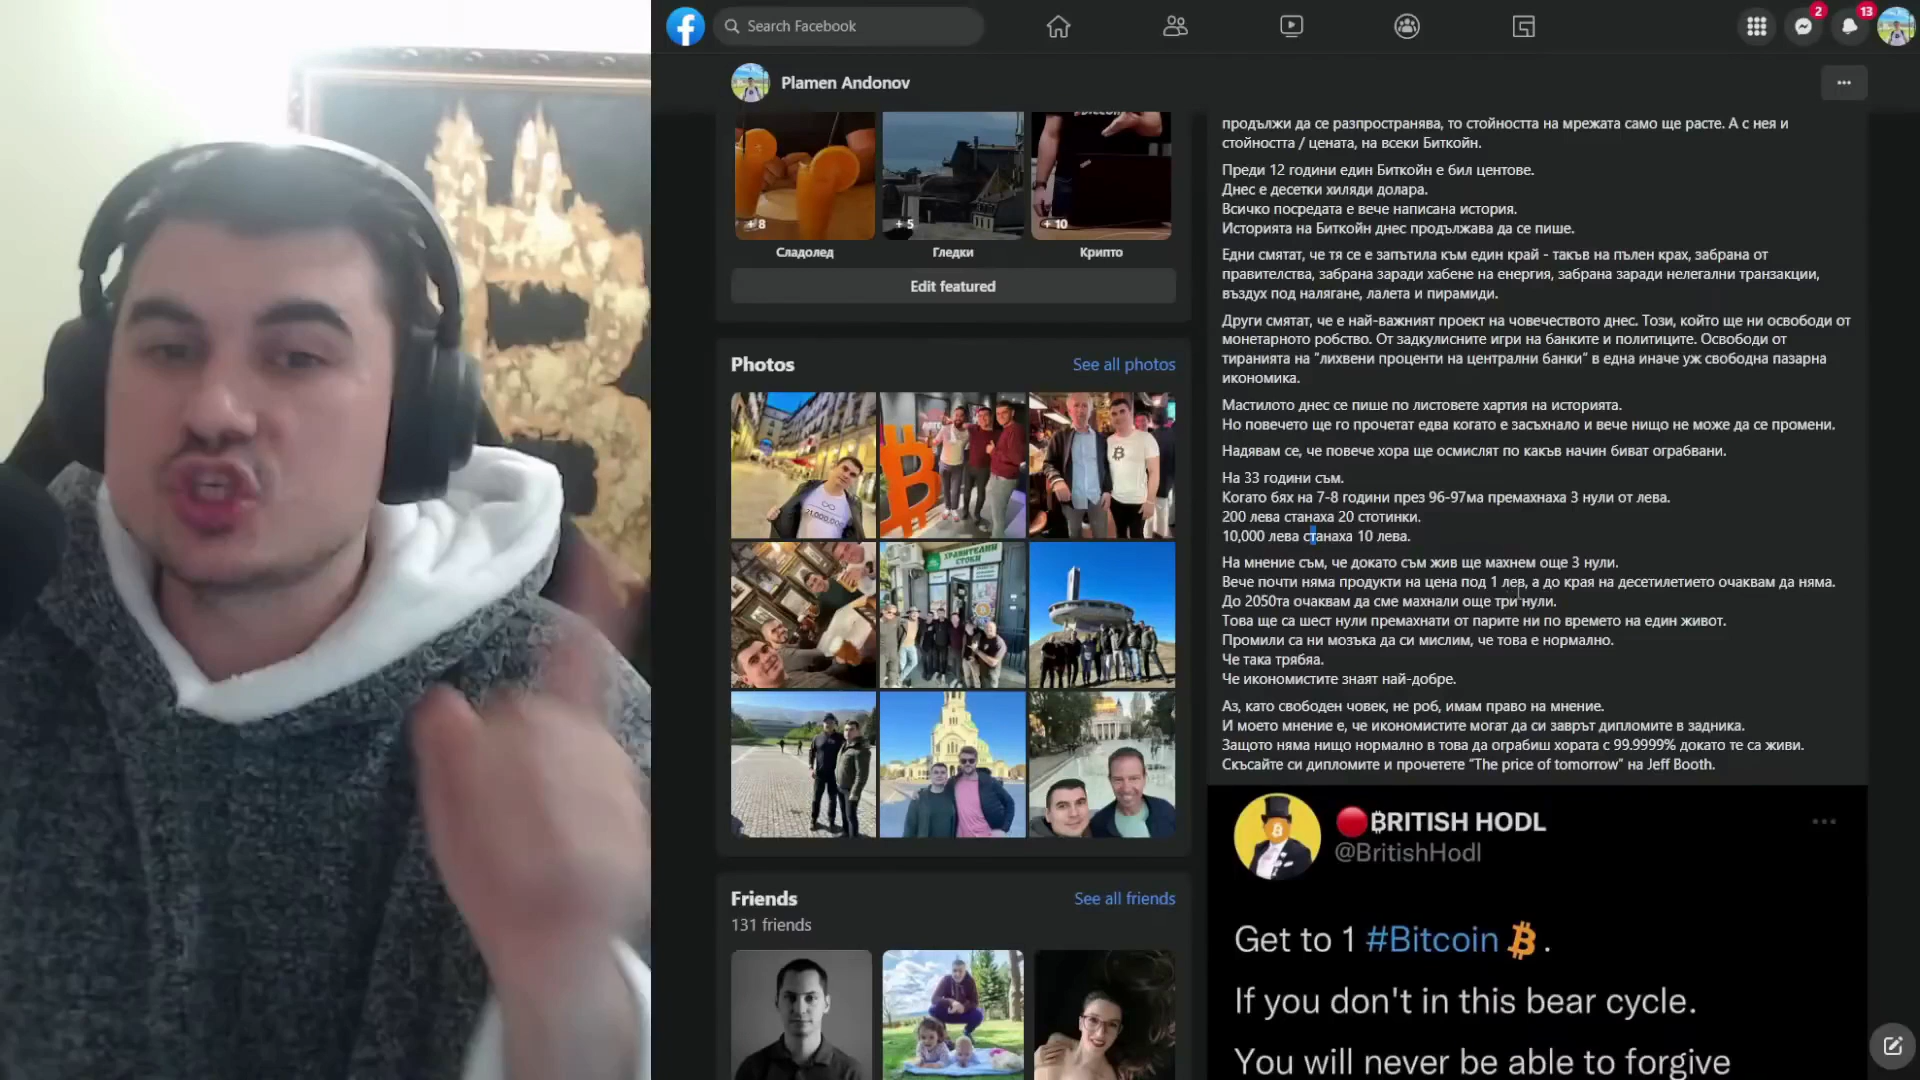 Search Facebook
2
13
Plamen Andonov
+8
+5
+10
Сладолед
Гледки
Крипто
Edit featured
Photos
See all photos
21,000,000
ХРАНИТЕЛНИ
СТОКИ
Friends
See all friends
131 friends
продължи да се разпространява, то стойността на мрежата само ще расте. А с нея и
стойността / цената, на всеки Биткойн.
Преди 12 години един Биткойн е бил центове.
Днес е десетки хиляди долара.
Всичко посредата е вече написана история.
Историята на Биткойн днес продължава да се пише.
Едни смятат, че тя се е запътила към един край - такъв на пълен крах, забрана от
правителства, забрана заради хабене на енергия, забрана заради нелегални транзакции,
въздух под налягане, лалета и пирамиди.
Други смятат, че е най-важният проект на човечеството днес. Този, който ще ни освободи от
монетарното робство. От задкулисните игри на банките и политиците. Освободи от
тиранията на "лихвени проценти на централни банки" в една иначе уж свободна пазарна
икономика.
Мастилото днес се пише по листовете хартия на историята.
Но повечето ще го прочетат едва когато е засъхнало и вече нищо не може да се промени.
Надявам се, че повече хора ще осмислят по какъв начин биват ограбвани.
На 33 години съм.
Когато бях на 7-8 години през 96-97ма премахнаха 3 нули от лева.
200 лева станаха 20 стотинки.
10,000 лева станаха 10 лева.
На мнение съм, че докато съм жив ще махнем още 3 нули.
Вече почти няма продукти на цена под 1 лев, а до края на десетилетието очаквам да няма.
До 2050та очаквам да сме махнали още три нули.
Това ще са шест нули премахнати от парите ни по времето на един живот.
Промили са ни мозъка да си мислим, че това е нормално.
Че така трябяа.
Че икономистите знаят най-добре.
Аз, като свободен човек, не роб, имам право на мнение.
И моето мнение е, че икономистите могат да си заврът дипломите в задника.
Защото няма нищо нормално в това да ограбиш хората с 99.9999% докато те са живи.
Скъсайте си дипломите и прочетете "The price of tomorrow" на Jeff Booth.
₿RITISH HODL
@BritishHodl
Get to 1 #Bitcoin ₿.
If you don't in this bear cycle.
You will never be able to forgive